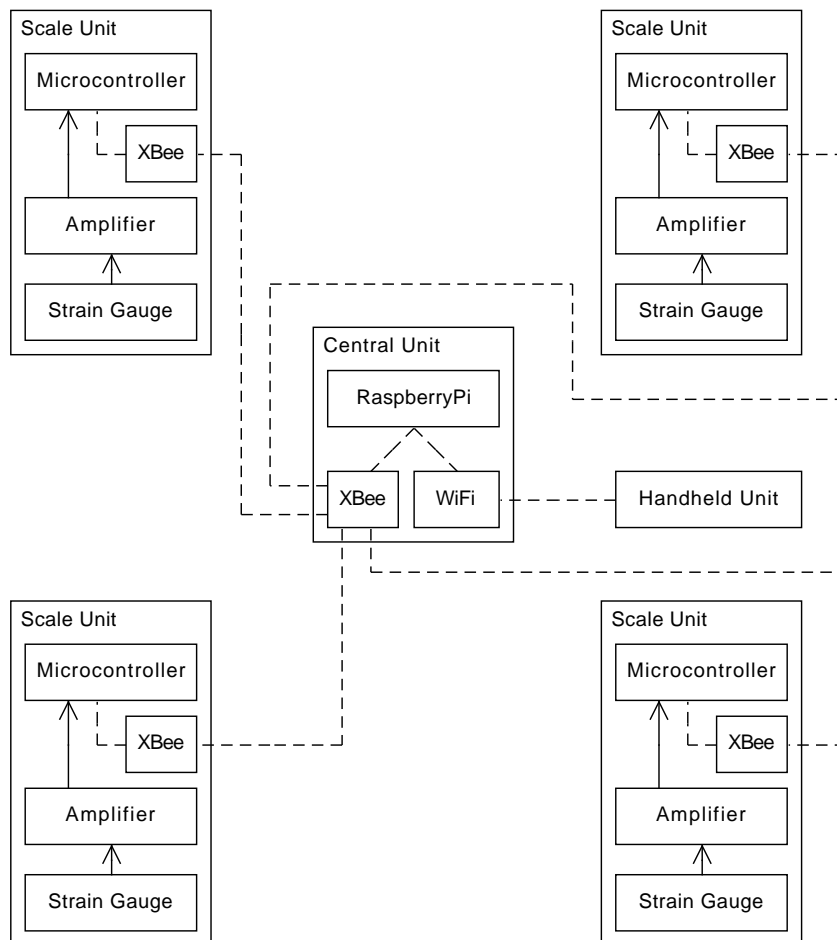 Scale Unit
Microcontroller
XBee
Amplifier
Strain Gauge
Scale Unit
Microcontroller
XBee
Amplifier
Strain Gauge
Central Unit
RaspberryPi
XBee
WiFi
Handheld Unit
Scale Unit
Microcontroller
XBee
Amplifier
Strain Gauge
Scale Unit
Microcontroller
XBee
Amplifier
Strain Gauge